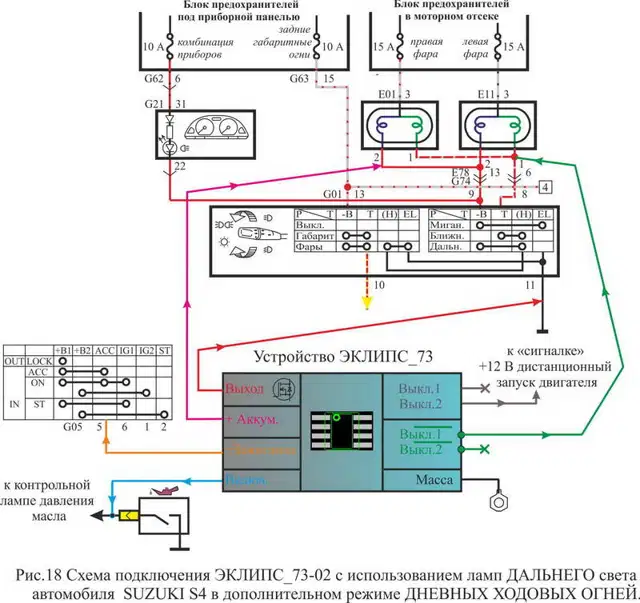 Блок предохранителей
под приборной панелью
Блок предохранителей
в моторном отсеке
10 А
комбинация
приборов
задние
габаритные
огни
10 А
15 А
правая
фара
левая
фара
15 А
G62
6
G63
15
G21
31
E01
3
E11
3
22
2
1
2
1
E78
13
G74
6
G01
13
9
8
4
P
T
-B
T
(H)
EL
Выкл.
Габарит
Фары
P
T
-B
T
(H)
EL
Миган.
Ближн.
Дальн.
10
11
+B1
+B2
ACC
IG1
IG2
ST
OUT
LOCK
ACC
ON
IN
ST
G05
5
6
1
2
Устройство ЭКЛИПС_73
Выход
+ Аккум.
Выкл.1
Выкл.2
Выкл.1
Выкл.2
Масса
к «сигналке»
+12 В дистанционный
запуск двигателя
к контрольной
лампе давления
масла
Рис.18 Схема подключения ЭКЛИПС_73-02 с использованием ламп ДАЛЬНЕГО света
автомобиля SUZUKI S4 в дополнительном режиме ДНЕВНЫХ ХОДОВЫХ ОГНЕЙ.